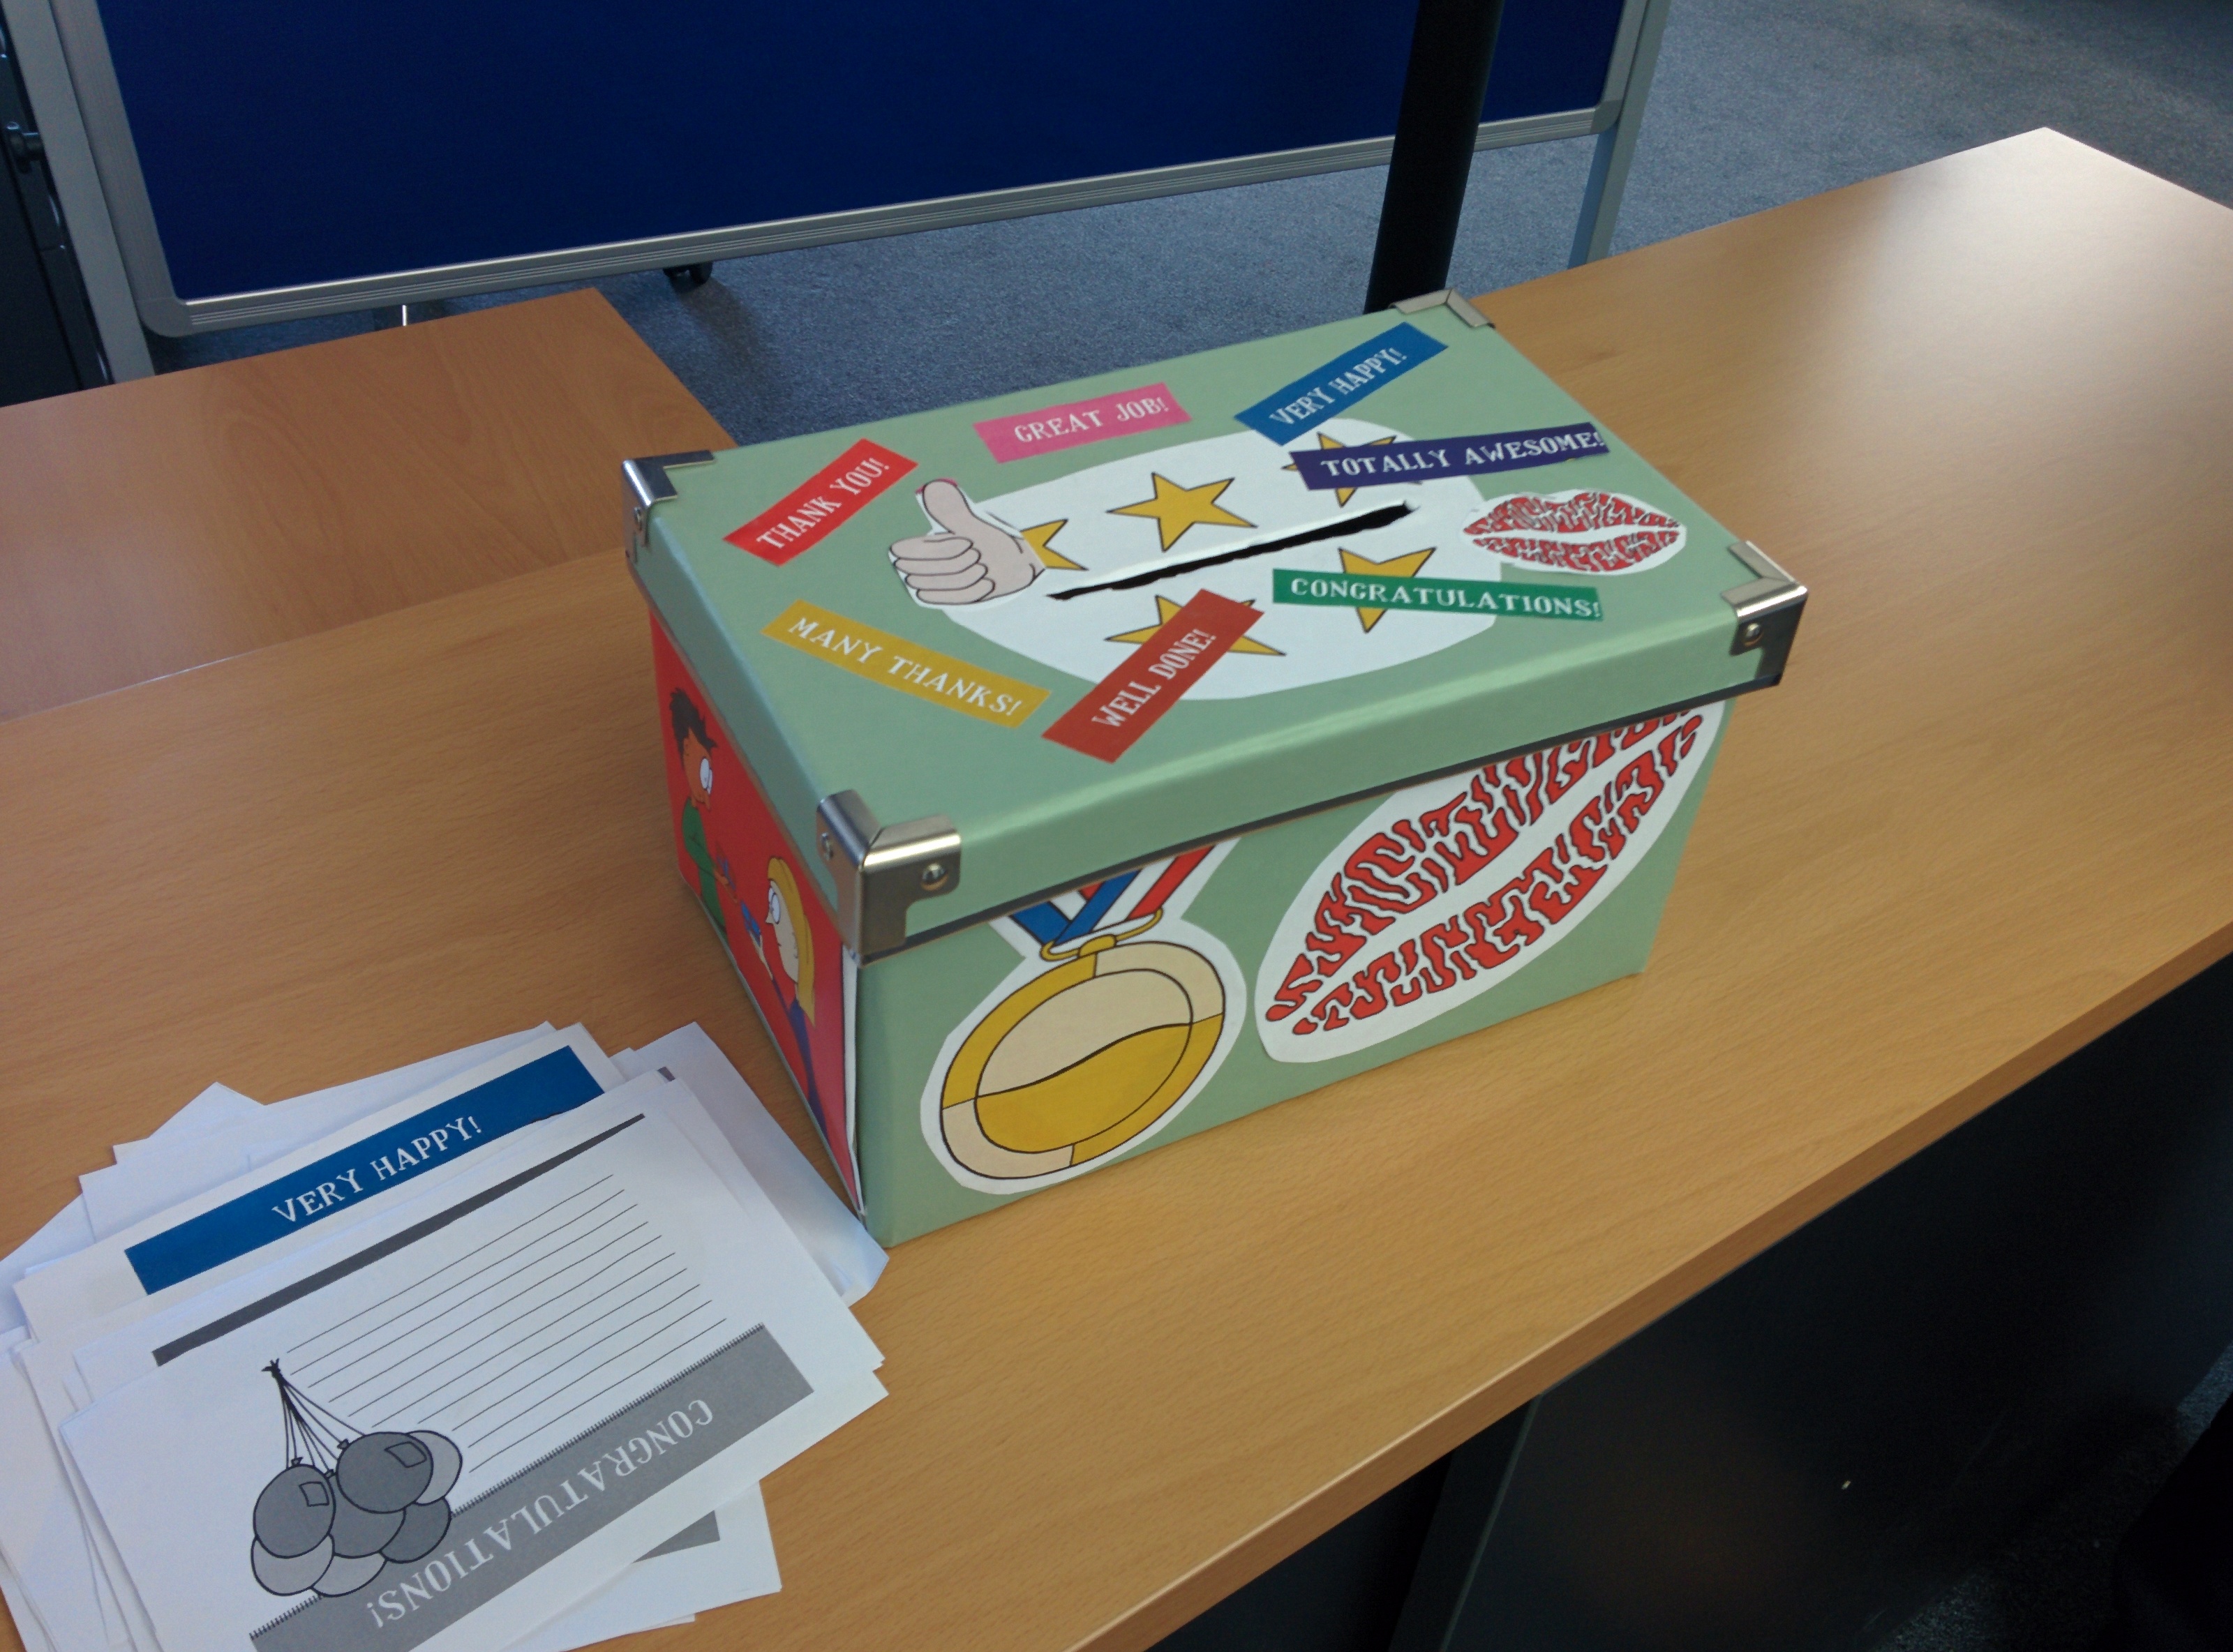 GREAT JOB!
VERY HAPPY!
THANK YOU!
TOTALLY AWESOME!
CONGRATULATIONS!
MANY THANKS!
WELL DONE!
VERY HAPPY!
CONGRATULATIONS!